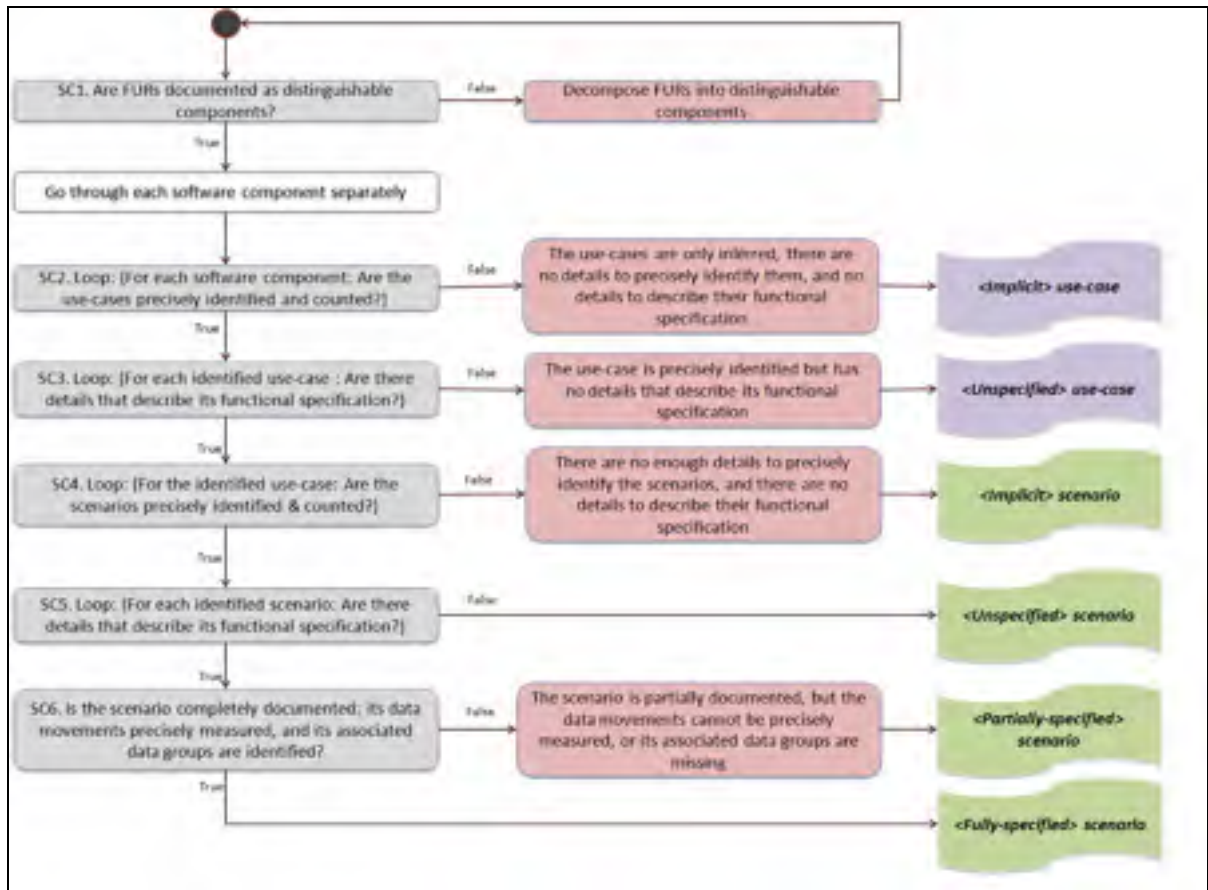 SC1. Are FURs documented as distinguishable
components?
False
Decompose FURs into distinguishable
components
True
Go through each software component separately
SC2. Loop: [For each software component: Are the
use-cases precisely identified and counted?]
False
The use-cases are only inferred, there are
no details to precisely identify them, and no
details to describe their functional
specification
<Implicit> use-case
True
SC3. Loop: [For each identified use-case : Are there
details that describe its functional specification?]
False
The use-case is precisely identified but has
no details that describe its functional
specification
<Unspecified> use-case
True
SC4. Loop: [For the identified use-case: Are the
scenarios precisely identified & counted?]
False
There are no enough details to precisely
identify the scenarios, and there are no
details to describe their functional
specification
<Implicit> scenario
True
SC5. Loop: [For each identified scenario: Are there
details that describe its functional specification?]
False
<Unspecified> scenario
True
SC6. Is the scenario completely documented; its data
movements precisely measured, and its associated
data groups are identified?
False
The scenario is partially documented, but the
data movements cannot be precisely
measured, or its associated data groups are
missing
<Partially-specified>
scenario
True
<Fully-specified> scenario